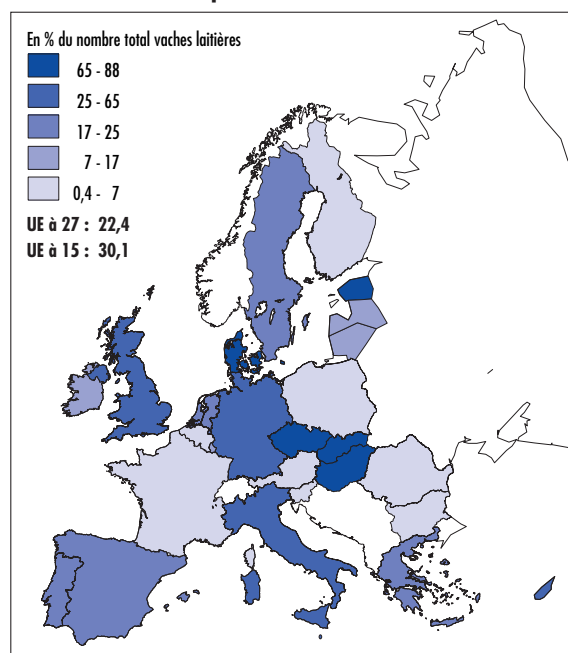 En % du nombre total vaches laitières
65 - 88
25 - 65
17 - 25
7 - 17
0,4 - 7
UE à 27 : 22,4
UE à 15 : 30,1